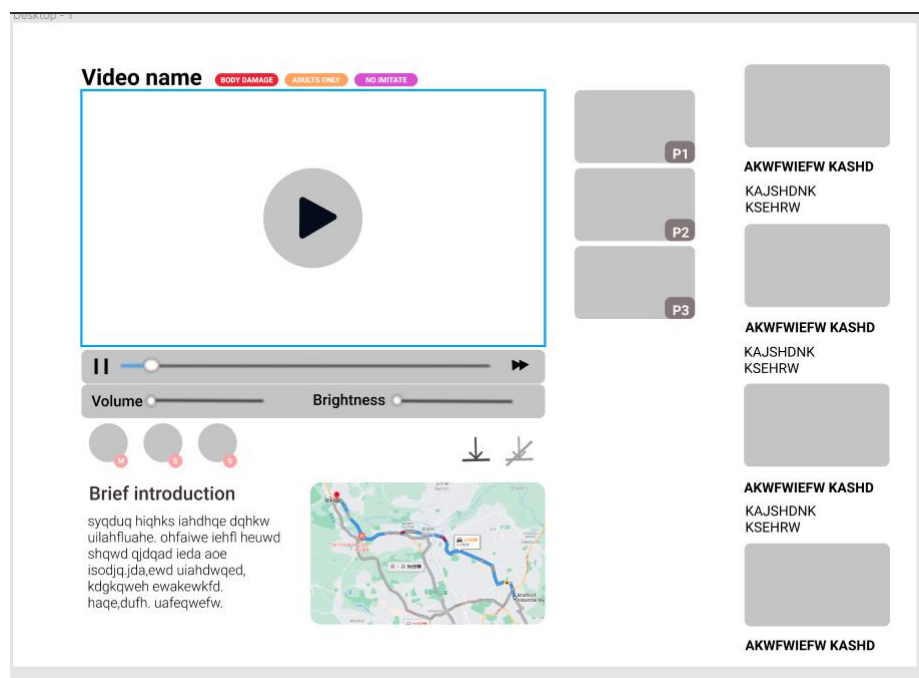 Desktop - 1
Video name
BODY DAMAGE
ADULTS ONLY
NO IMITATE
P1
P2
P3
Volume
Brightness
M
S
S
Brief introduction
syqduq hiqhks iahdhqe dqhkw
uilahfluahe. ohfaiwe iehfl heuwd
shqwd qjdqad ieda aoe
isodjq.jda,ewd uiahdwqed,
kdgkqweh ewakewkfd.
haqe,dufh. uafeqwefw.
AKWFWIEFW KASHD
KAJSHDNK
KSEHRW
AKWFWIEFW KASHD
KAJSHDNK
KSEHRW
AKWFWIEFW KASHD
KAJSHDNK
KSEHRW
AKWFWIEFW KASHD